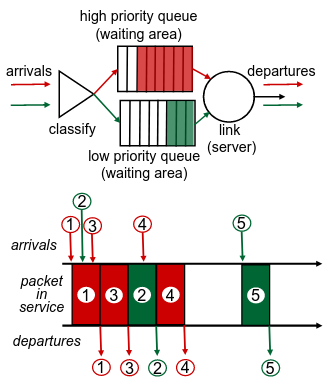 high priority queue
(waiting area)
arrivals
departures
classify
link
(server)
low priority queue
(waiting area)
2
1 3 4 5
arrivals
packet
in
service
1 3 2 4 5
departures
1 3 2 4 5